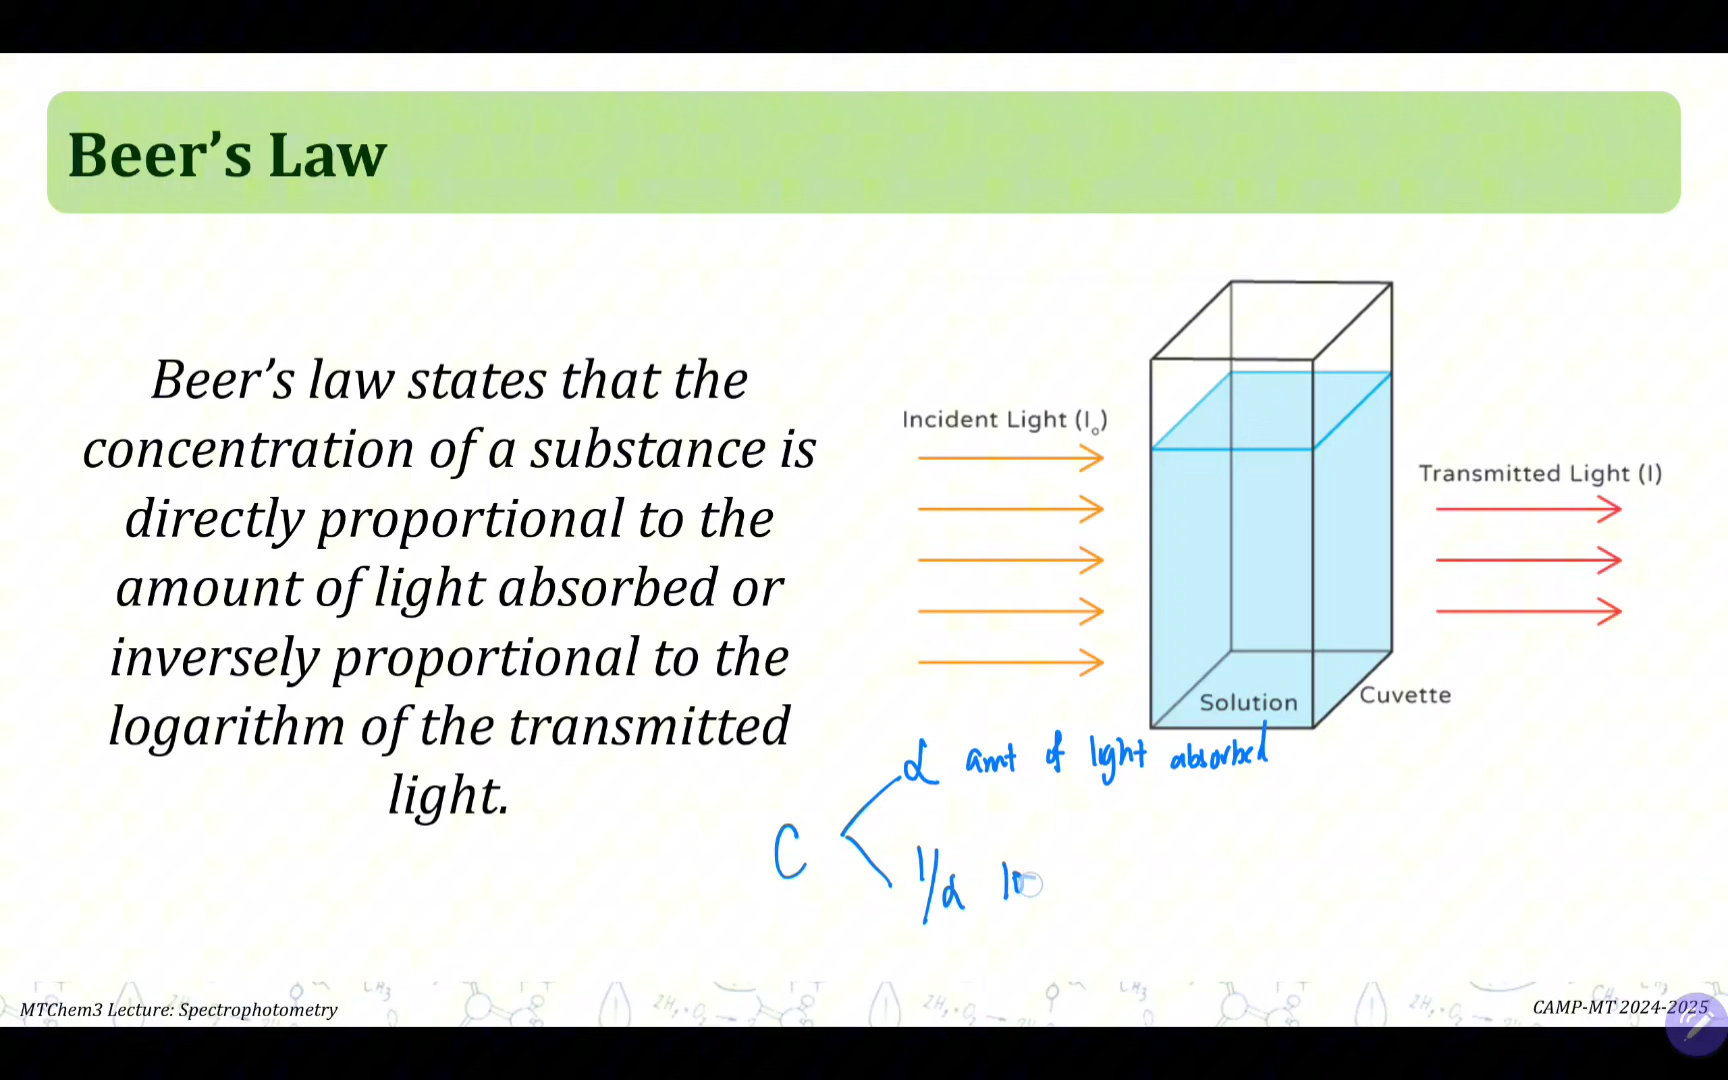 Beer's Law
Beer's law states that the
concentration of a substance is
directly proportional to the
amount of light absorbed or
inversely proportional to the
logarithm of the transmitted
light.
Incident Light (I₀)
Transmitted Light (I)
Solution
Cuvette
C
α amt of light absorbed
1/α lo
MTChem3 Lecture: Spectrophotometry
CAMP-MT 2024-2025